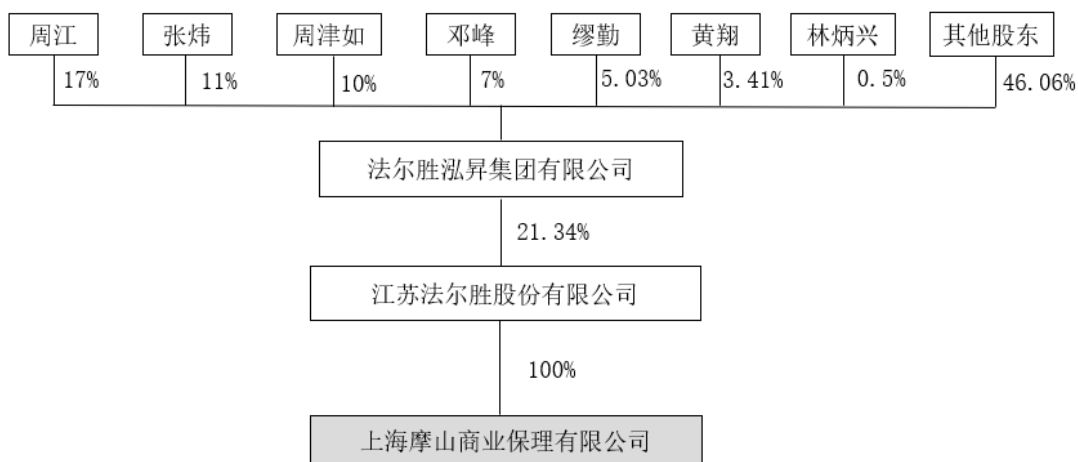 周江 张炜 周津如 邓峰 缪勤 黄翔 林炳兴 其他股东
17% 11% 10% 7% 5.03% 3.41% 0.5% 46.06%
法尔胜泓昇集团有限公司
21.34%
江苏法尔胜股份有限公司
100%
上海摩山商业保理有限公司